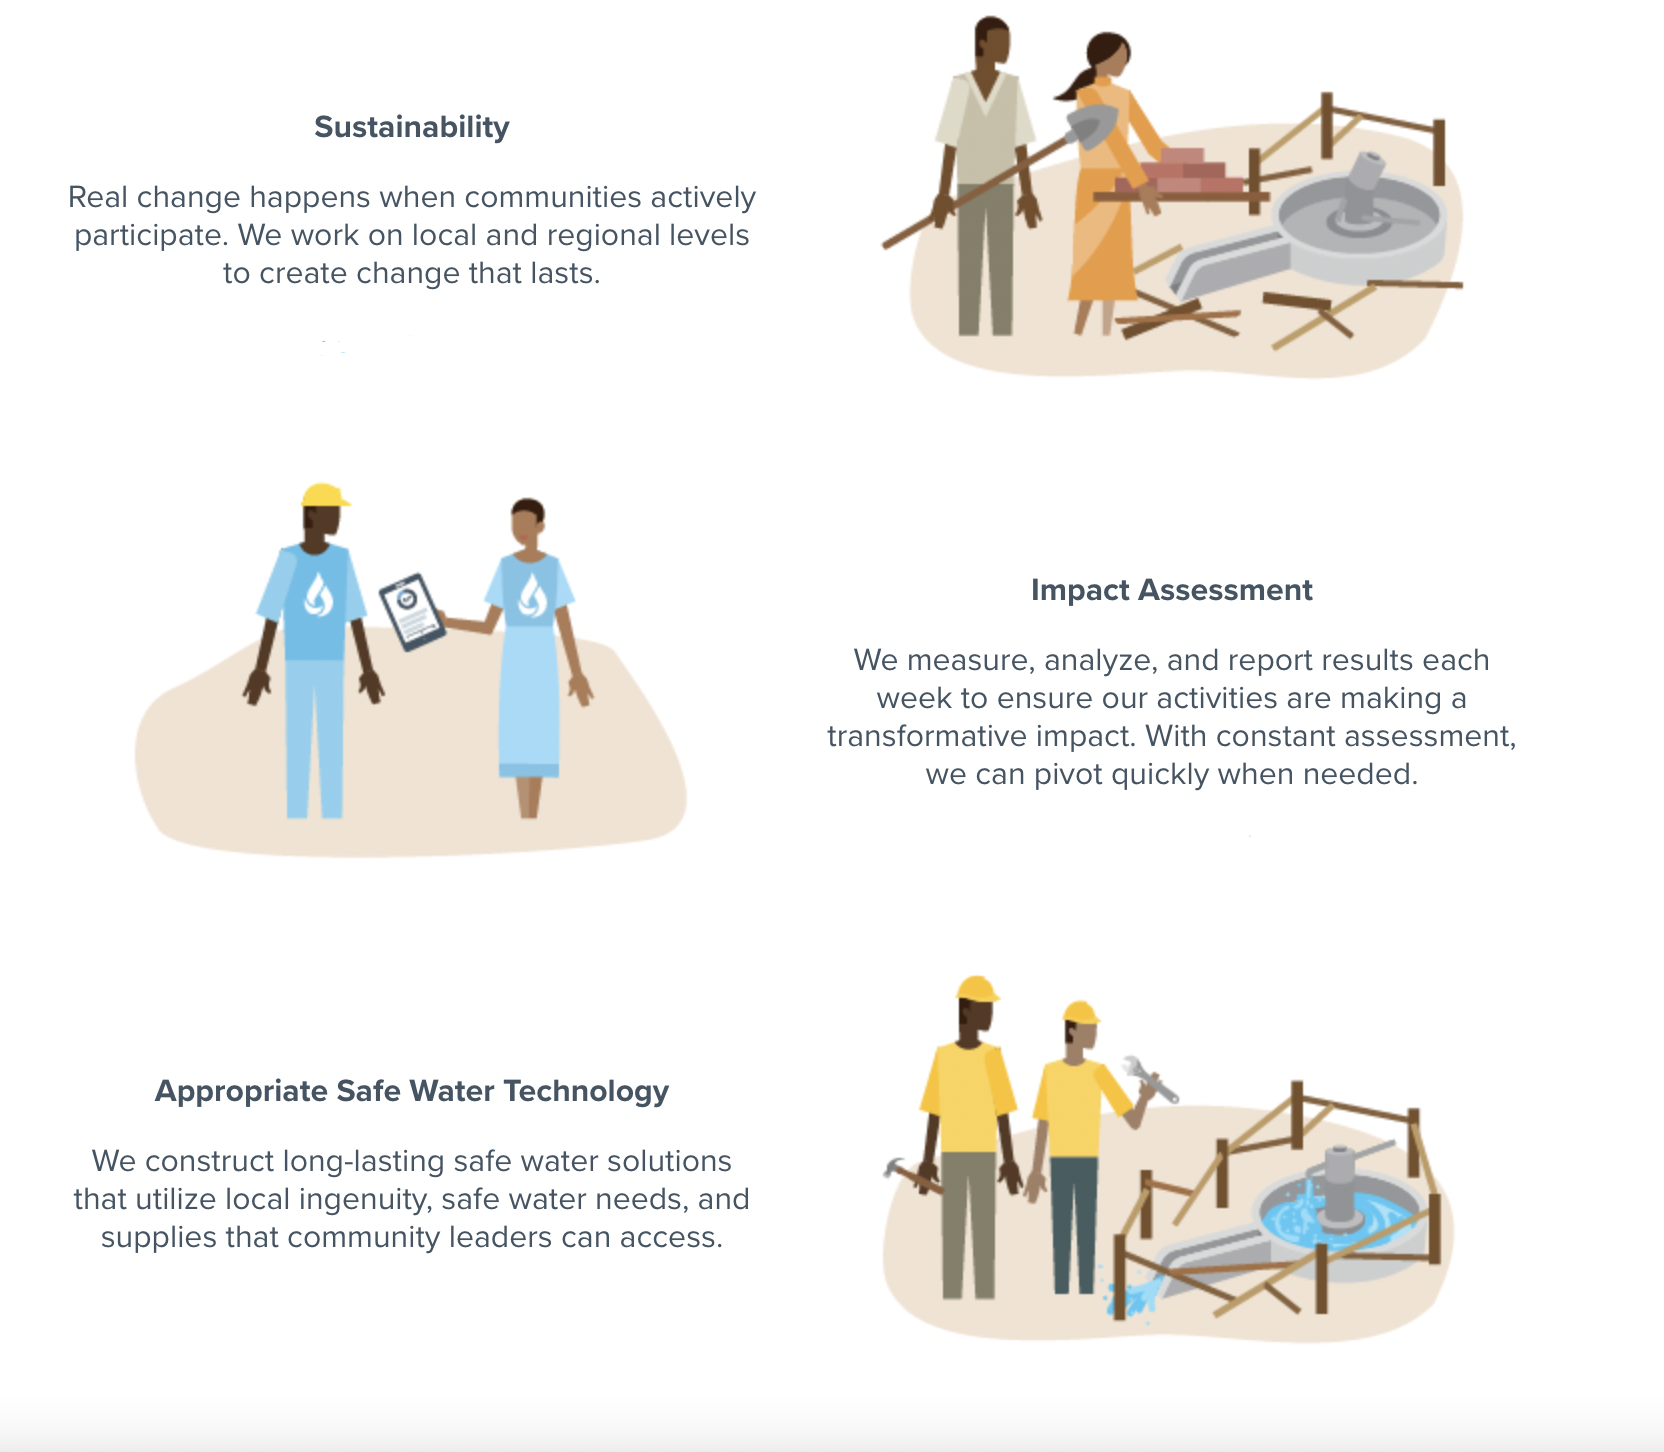 Sustainability
Real change happens when communities actively
participate. We work on local and regional levels
to create change that lasts.
Impact Assessment
We measure, analyze, and report results each
week to ensure our activities are making a
transformative impact. With constant assessment,
we can pivot quickly when needed.
Appropriate Safe Water Technology
We construct long-lasting safe water solutions
that utilize local ingenuity, safe water needs, and
supplies that community leaders can access.